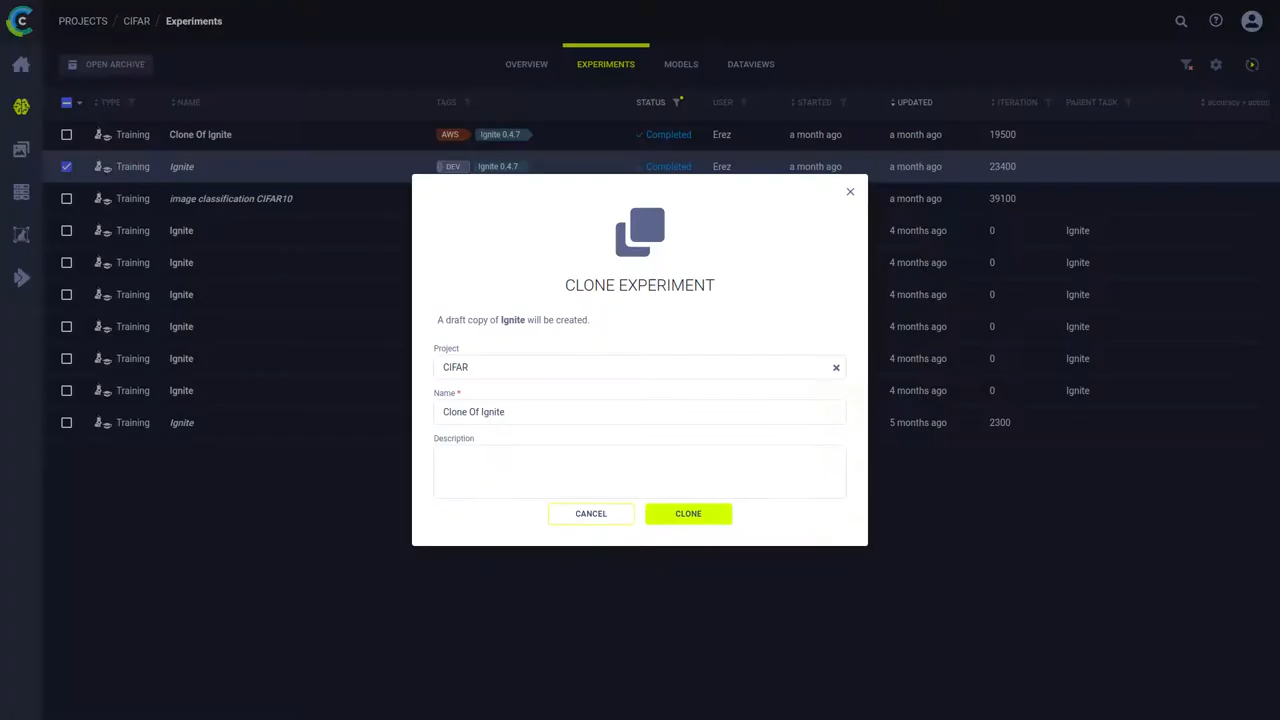 PROJECTS / CIFAR / Experiments
OPEN ARCHIVE OVERVIEW EXPERIMENTS MODELS DATAVIEWS
TYPE NAME TAGS STATUS USER STARTED UPDATED ITERATION PARENT TASK accuracy > accu
Training Clone Of Ignite AWS Ignite 0.4.7 Completed Erez a month ago a month ago 19500
Training Ignite DEV Ignite 0.4.7 Completed Erez a month ago a month ago 23400
Training image classification CIFAR10 a month ago 39100
Training Ignite 4 months ago 0 Ignite
Training Ignite 4 months ago 0 Ignite
Training Ignite 4 months ago 0 Ignite
Training Ignite 4 months ago 0 Ignite
Training Ignite 4 months ago 0 Ignite
Training Ignite 4 months ago 0 Ignite
Training Ignite 5 months ago 2300
CLONE EXPERIMENT
A draft copy of Ignite will be created.
Project
CIFAR
Name *
Clone Of Ignite
Description
CANCEL CLONE